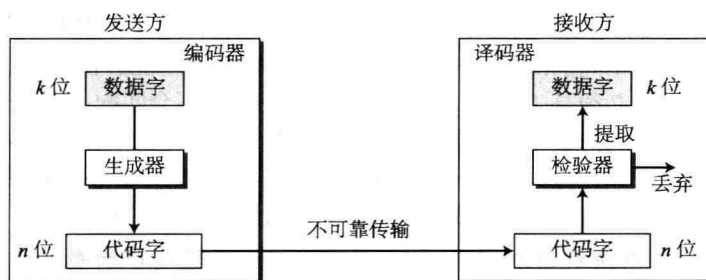 发送方
接收方
编码器
译码器
k 位
数据字
数据字
k 位
提取
生成器
检验器
丢弃
不可靠传输
n 位
代码字
代码字
n 位